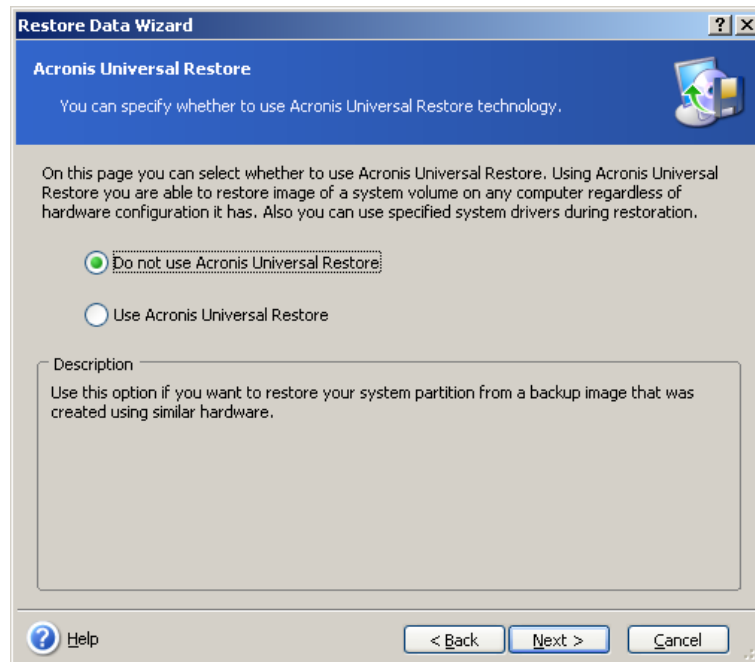 Restore Data Wizard
Acronis Universal Restore
You can specify whether to use Acronis Universal Restore technology.
On this page you can select whether to use Acronis Universal Restore. Using Acronis Universal
Restore you are able to restore image of a system volume on any computer regardless of
hardware configuration it has. Also you can use specified system drivers during restoration.
Do not use Acronis Universal Restore
Use Acronis Universal Restore
Description
Use this option if you want to restore your system partition from a backup image that was
created using similar hardware.
Help
< Back
Next >
Cancel